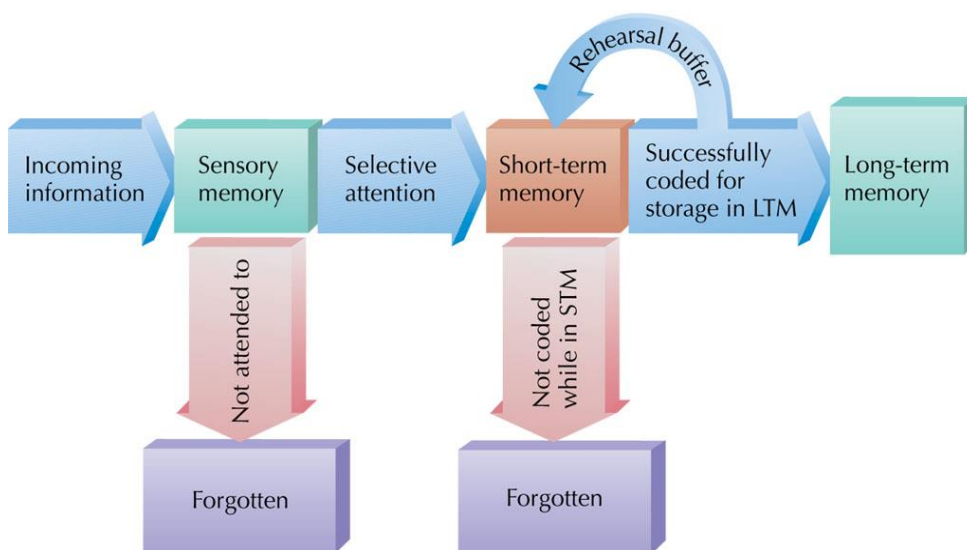 Rehearsal buffer
Incoming
information
Sensory
memory
Selective
attention
Short-term
memory
Successfully
coded for
storage in LTM
Long-term
memory
Not attended to
Not coded
while in STM
Forgotten
Forgotten